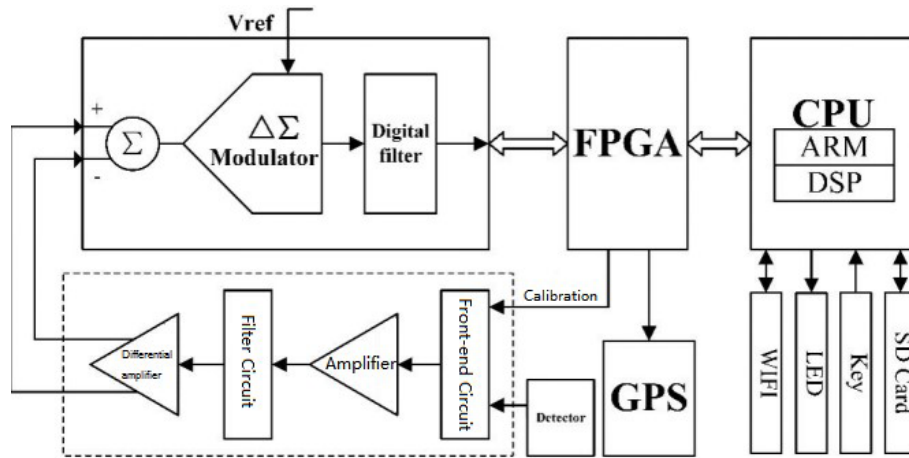 Vref
+
Σ
-
ΔΣ
Modulator
Digital
filter
FPGA
CPU
ARM
DSP
Calibration
Differential
amplifier
Filter Circuit
Amplifier
Front-end Circuit
Detector
GPS
WIFI
LED
Key
SD Card